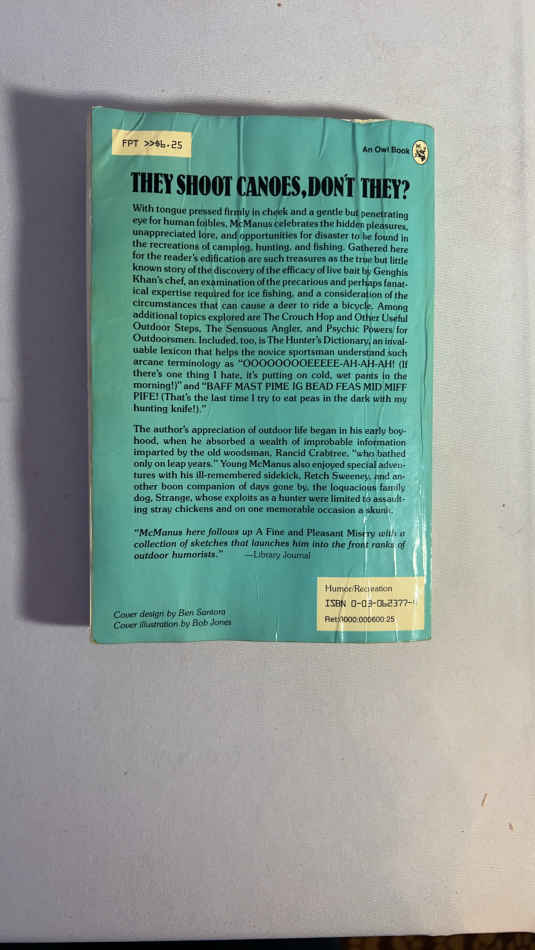 FPT >>$6.25
An Owl Book
THEY SHOOT CANOES, DON'T THEY?
With tongue pressed firmly in cheek and a gentle but penetrating
eye for human foibles, McManus celebrates the hidden pleasures,
unappreciated lore, and opportunities for disaster to be found in
the recreations of camping, hunting, and fishing. Gathered here
for the reader's edification are such treasures as the true but little
known story of the discovery of the efficacy of live bait by Genghis
Khan's chef, an examination of the precarious and perhaps fanat-
ical expertise required for ice fishing, and a consideration of the
circumstances that can cause a deer to ride a bicycle. Among
additional topics explored are The Crouch Hop and Other Useful
Outdoor Steps, The Sensuous Angler, and Psychic Powers for
Outdoorsmen. Included, too, is The Hunter's Dictionary, an inval-
uable lexicon that helps the novice sportsman understand such
arcane terminology as "OOOOOOOOEEEEE-AH-AH-AH! (If
there's one thing I hate, it's putting on cold, wet pants in the
morning!)" and "BAFF MAST PIME IG BEAD FEAS MID MIFF
PIFE! (That's the last time I try to eat peas in the dark with my
hunting knife!)."
The author's appreciation of outdoor life began in his early boy-
hood, when he absorbed a wealth of improbable information
imparted by the old woodsman, Rancid Crabtree, "who bathed
only on leap years." Young McManus also enjoyed special adven-
tures with his ill-remembered sidekick, Retch Sweeney, and an-
other boon companion of days gone by, the loquacious family
dog, Strange, whose exploits as a hunter were limited to assault-
ing stray chickens and on one memorable occasion a skunk.
"McManus here follows up A Fine and Pleasant Misery with a
collection of sketches that launches him into the front ranks of
outdoor humorists." —Library Journal
Humor/Recreation
ISBN 0-03-062377-
Ret:0000:000600:25
Cover design by Ben Santora
Cover illustration by Bob Jones